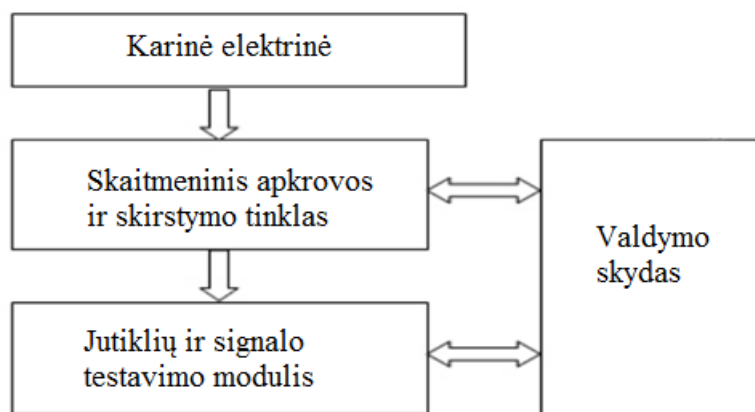 Karinė elektrinė
Skaitmeninis apkrovos
ir skirstymo tinklas
Valdymo
skydas
Jutiklių ir signalo
testavimo modulis